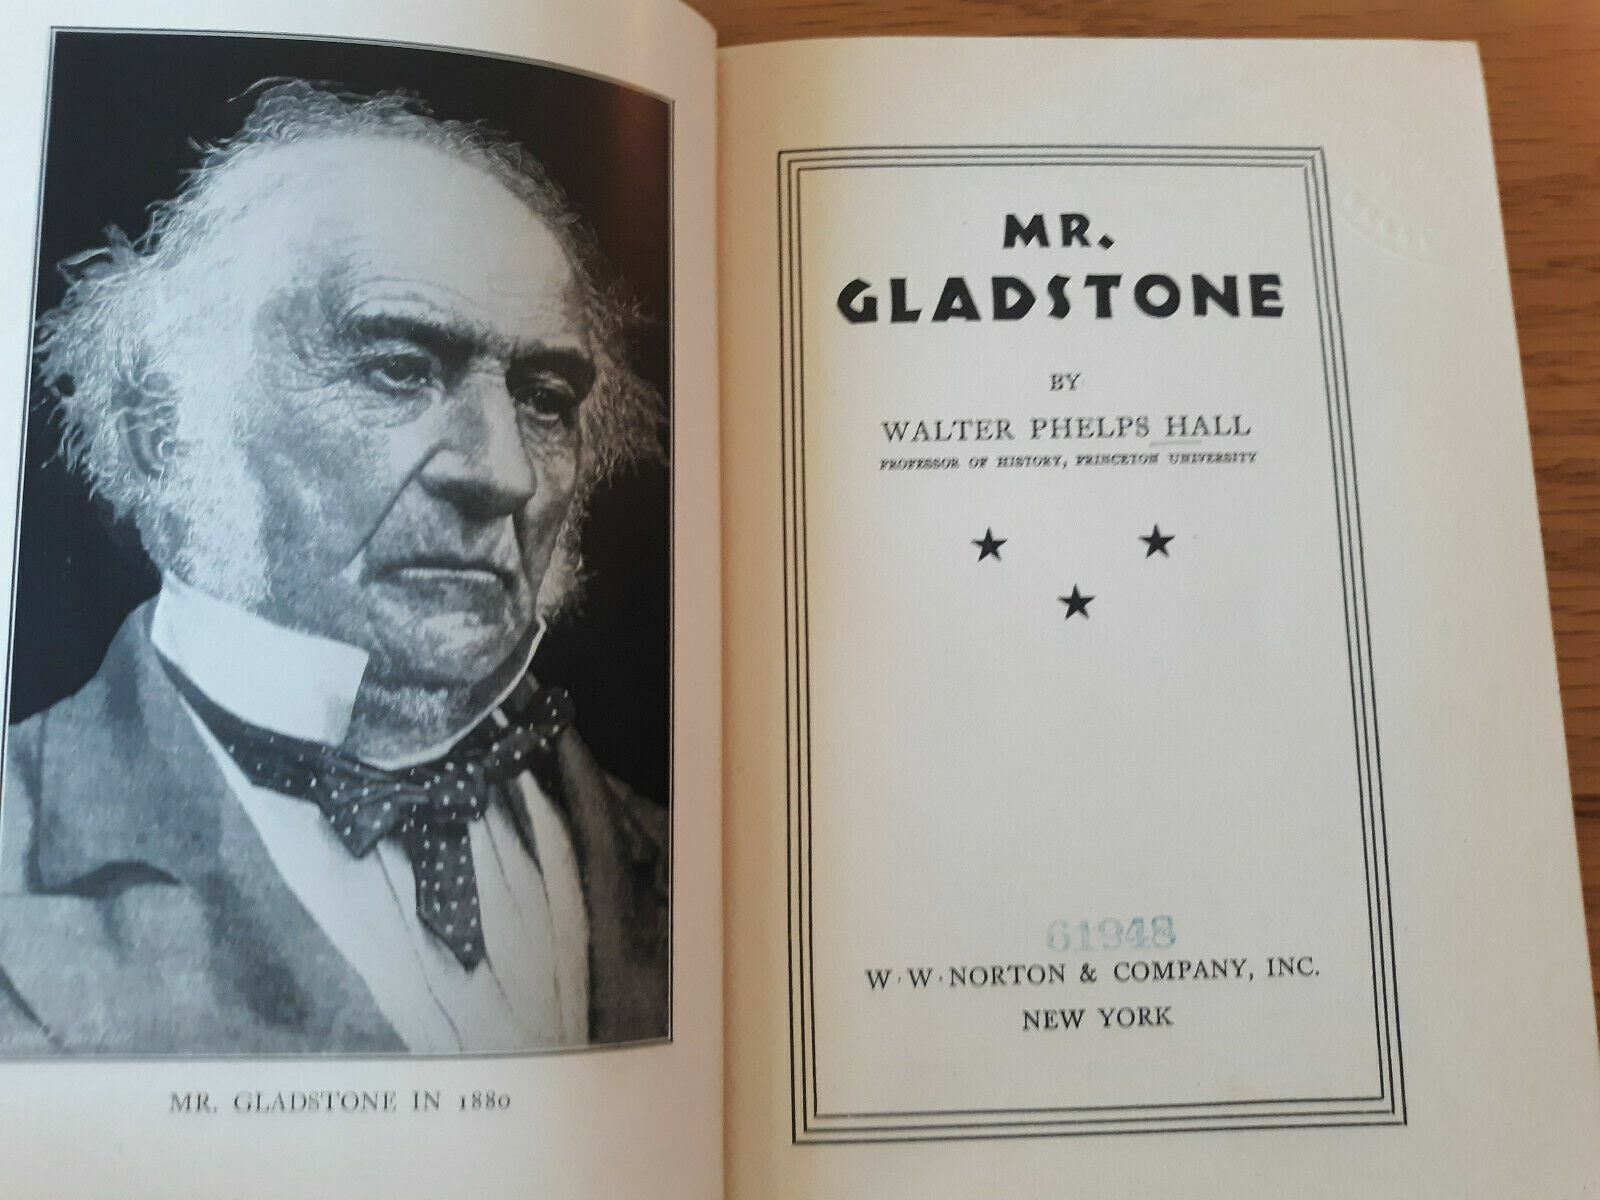 MR. GLADSTONE IN 1880
MR.
GLADSTONE
BY
WALTER PHELPS HALL
PROFESSOR OF HISTORY, PRINCETON UNIVERSITY
61948
W · W · NORTON & COMPANY, INC.
NEW YORK